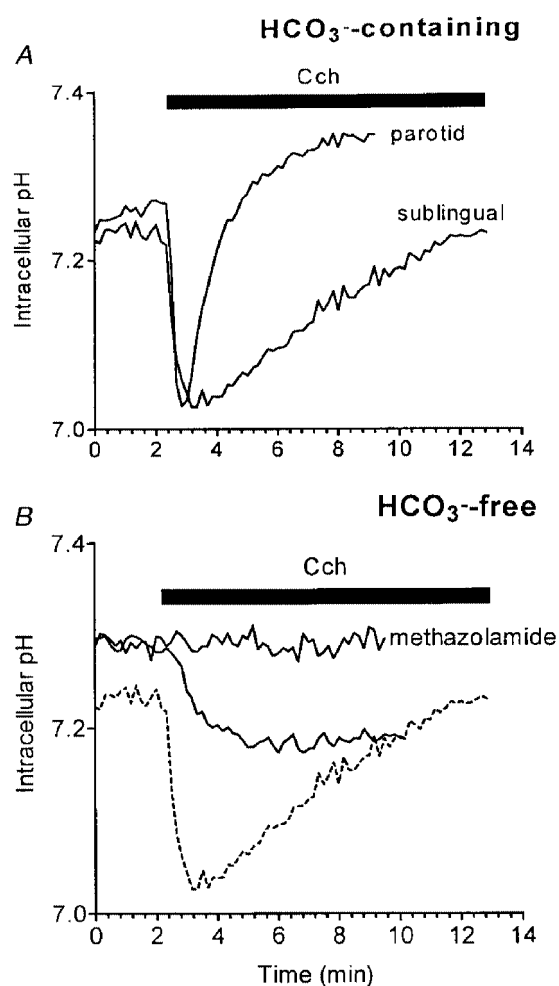 HCO₃⁻-containing
A
Cch
7.4
parotid
sublingual
7.2
Intracellular pH
7.0
0 2 4 6 8 10 12 14
HCO₃⁻-free
B
7.4
Cch
methazolamide
7.2
Intracellular pH
7.0
0 2 4 6 8 10 12 14
Time (min)